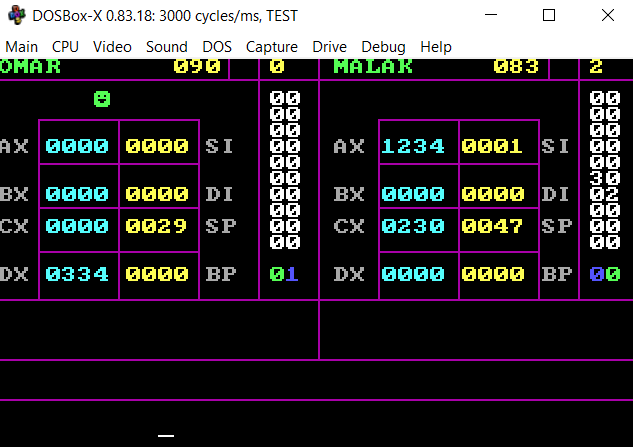 DOSBox-X 0.83.18: 3000 cycles/ms, TEST
Main CPU Video Sound DOS Capture Drive Debug Help
OMAR 090 0 MALAK 083 2
00 00
00 00
00 00
AX 0000 0000 SI 00 AX 1234 0001 SI 00
00 00
00 30
BX 0000 0000 DI 00 BX 0000 0000 DI 02
00 00
CX 0000 0029 SP 00 CX 0230 0047 SP 00
00 00
DX 0334 0000 BP 01 DX 0000 0000 BP 00